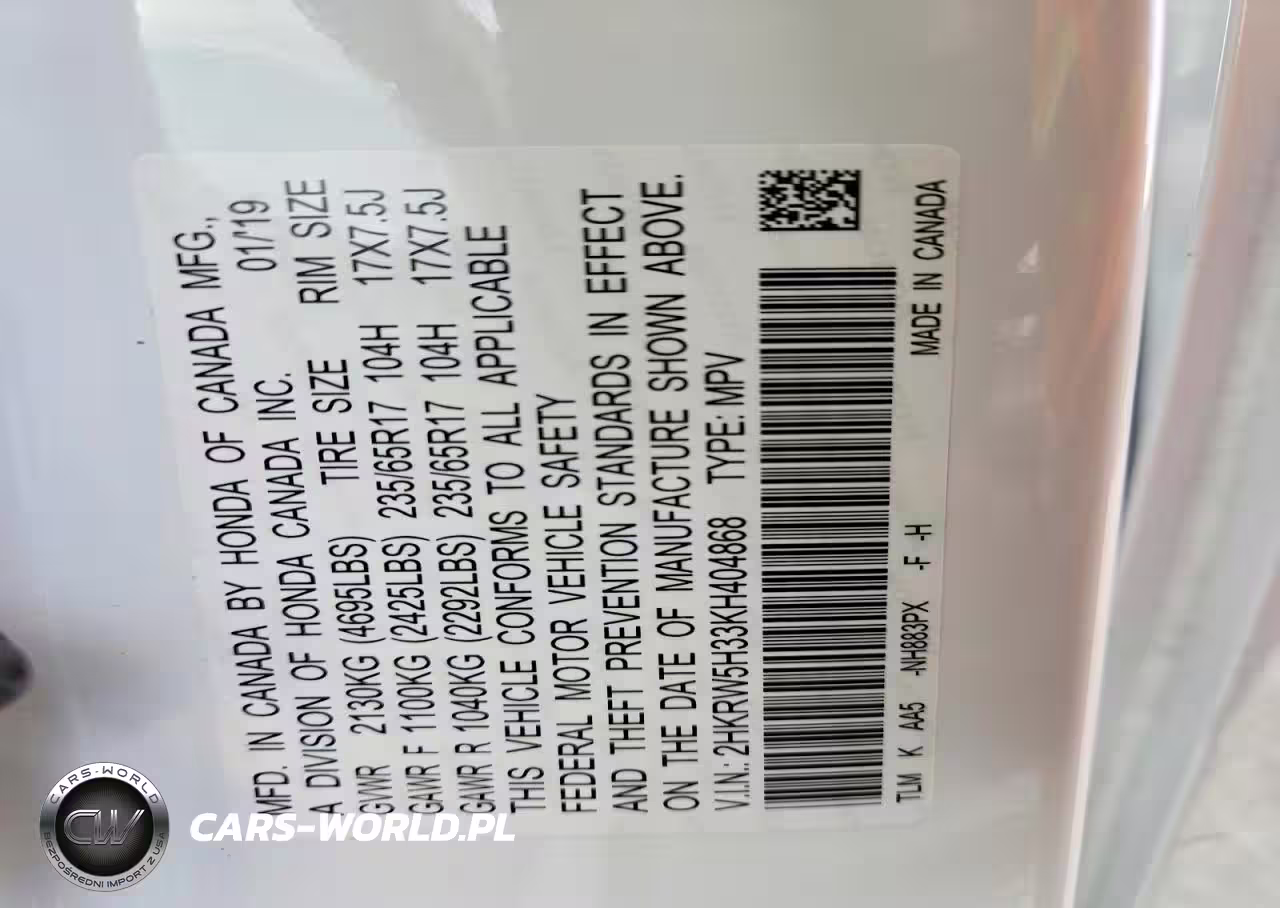 MFD. IN CANADA BY HONDA OF CANADA MFG.,
A DIVISION OF HONDA CANADA INC. 01/19
TIRE SIZE RIM SIZE
GVWR 2130KG (4695LBS)
GAWR F 1100KG (2425LBS) 235/65R17 104H 17X7.5J
GAWR R 1040KG (2292LBS) 235/65R17 104H 17X7.5J
THIS VEHICLE CONFORMS TO ALL APPLICABLE
FEDERAL MOTOR VEHICLE SAFETY
AND THEFT PREVENTION STANDARDS IN EFFECT
ON THE DATE OF MANUFACTURE SHOWN ABOVE.
V.I.N.: 2HKRW5H33KH404868 TYPE: MPV
TLM K AA5 -NH883PX -F -H MADE IN CANADA
CARS-WORLD
CW
BEZPOŚREDNI IMPORT Z USA
CARS-WORLD.PL